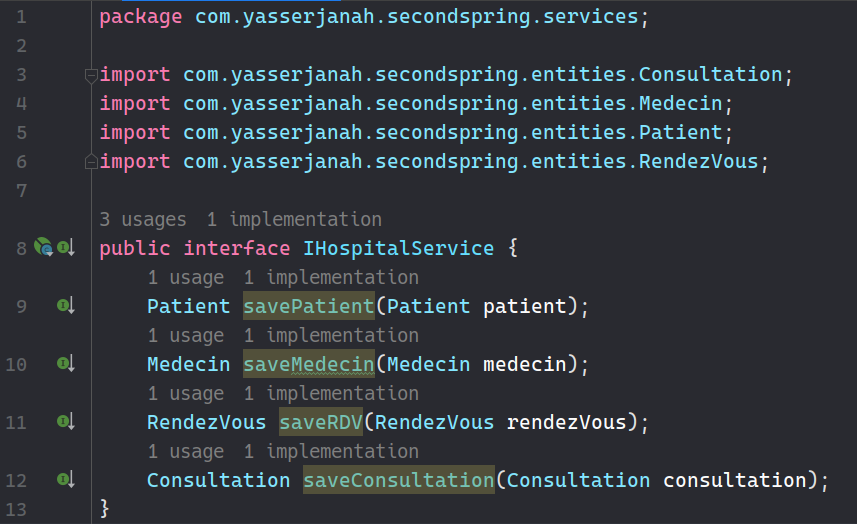 1 package com.yasserjanah.secondspring.services;
2
3 import com.yasserjanah.secondspring.entities.Consultation;
4 import com.yasserjanah.secondspring.entities.Medecin;
5 import com.yasserjanah.secondspring.entities.Patient;
6 import com.yasserjanah.secondspring.entities.RendezVous;
7
3 usages 1 implementation
8 public interface IHospitalService {
1 usage 1 implementation
9 Patient savePatient(Patient patient);
1 usage 1 implementation
10 Medecin saveMedecin(Medecin medecin);
1 usage 1 implementation
11 RendezVous saveRDV(RendezVous rendezVous);
1 usage 1 implementation
12 Consultation saveConsultation(Consultation consultation);
13 }